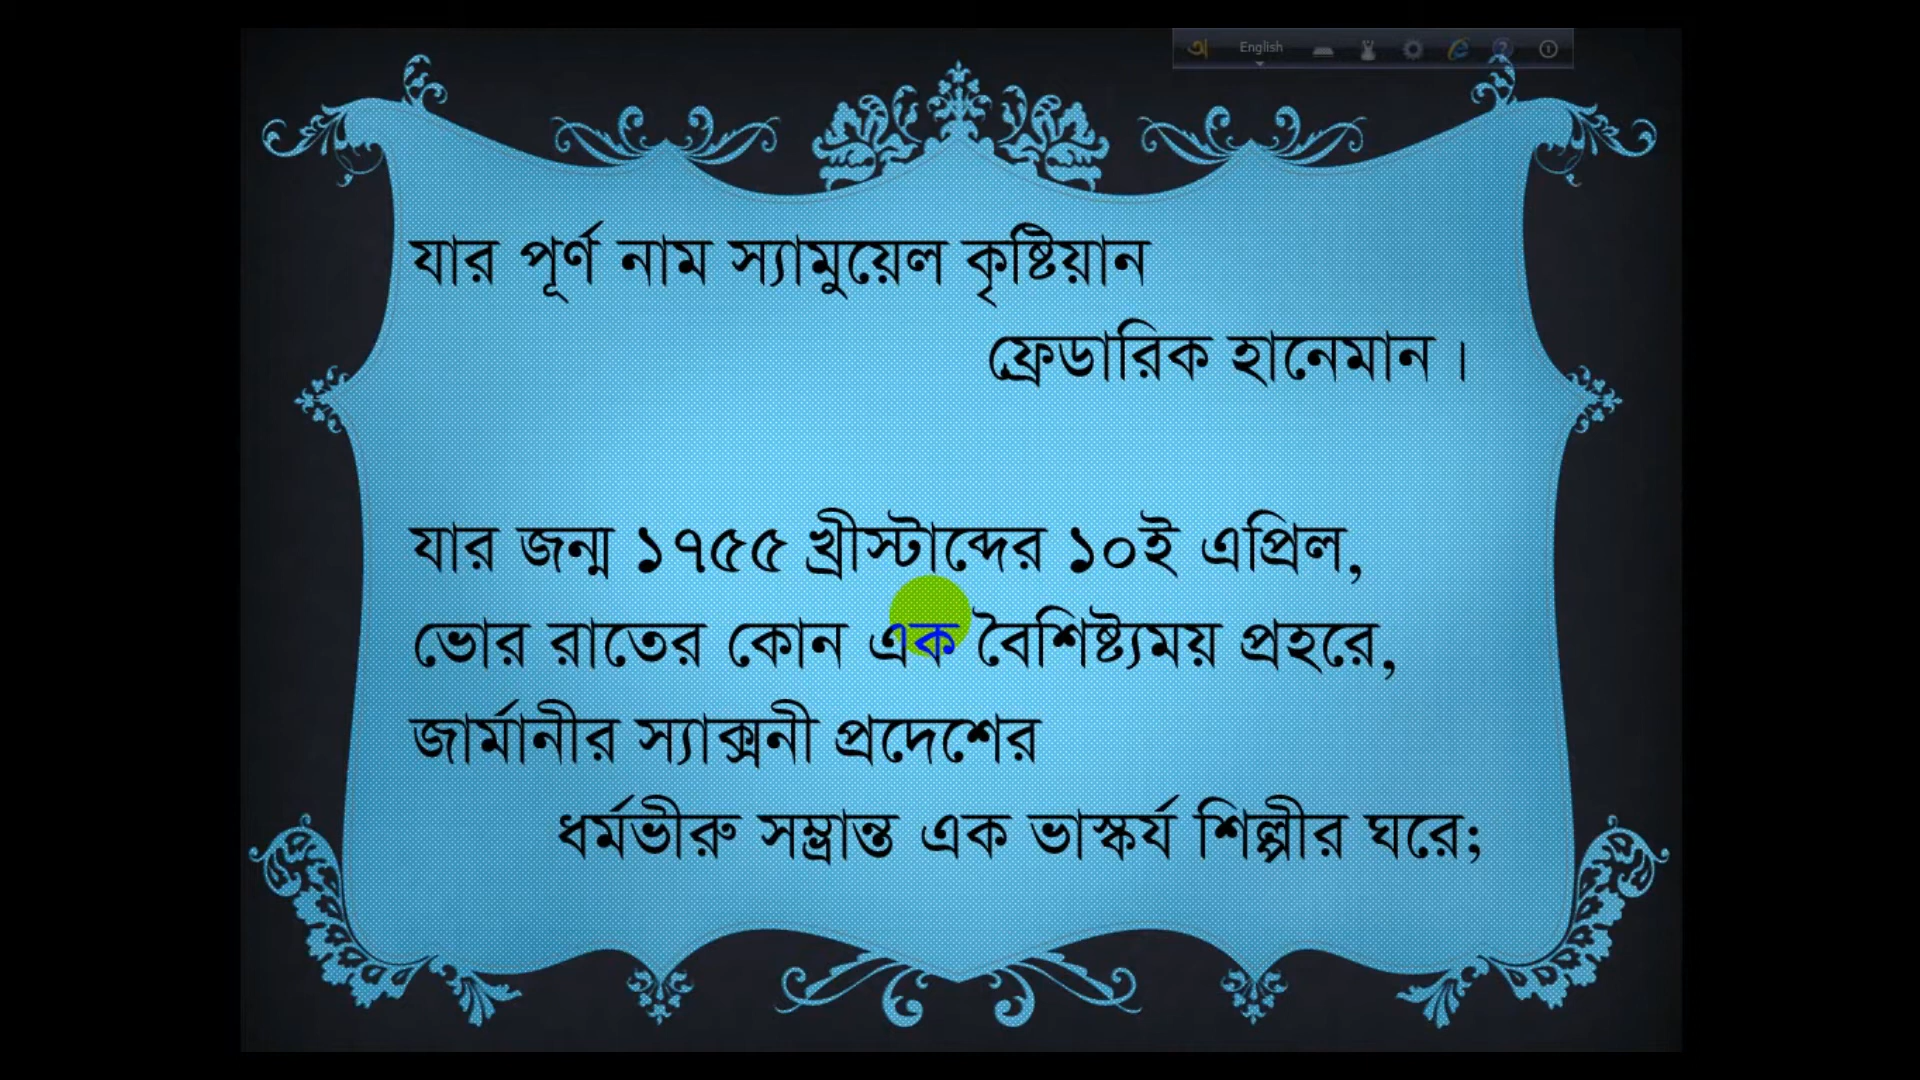 English
যার পূর্ণ নাম স্যামুয়েল কৃষ্টিয়ান
ফ্রেডারিক হানেমান।
যার জন্ম ১৭৫৫ খ্রীস্টাব্দের ১০ই এপ্রিল,
ভোর রাতের কোন এক বৈশিষ্ট্যময় প্রহরে,
জার্মানীর স্যাক্সনী প্রদেশের
ধর্মভীরু সম্ভ্রান্ত এক ভাস্কর্য শিল্পীর ঘরে;